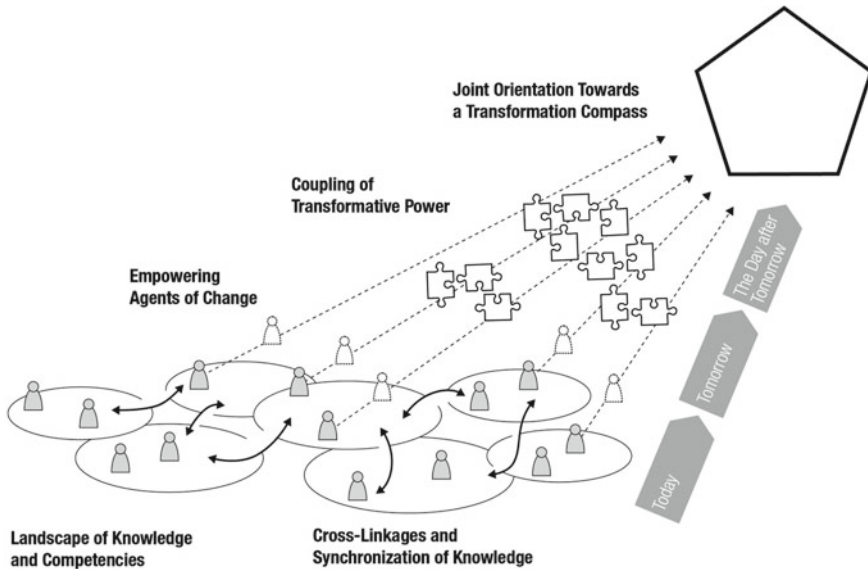 Joint Orientation Towards
a Transformation Compass
Coupling of
Transformative Power
Empowering
Agents of Change
The Day after
Tomorrow
Tomorrow
Today
Landscape of Knowledge
and Competencies
Cross-Linkages and
Synchronization of Knowledge